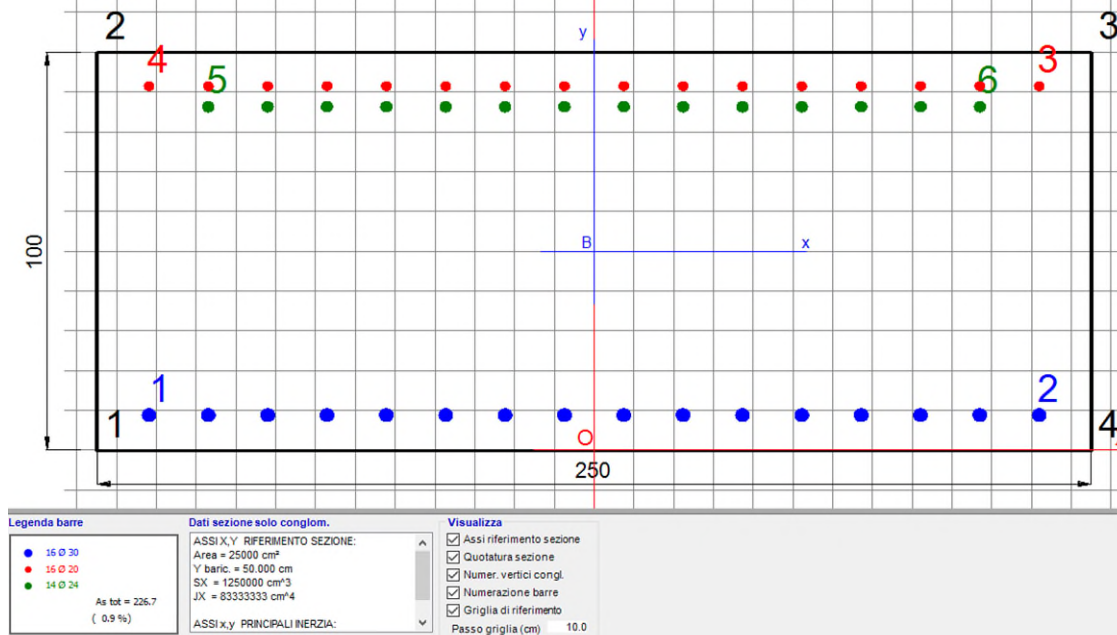 2
3
y
4
3
5
6
100
B
x
1
2
1
O
4
250
Legenda barre
16 Ø 30
16 Ø 20
14 Ø 24
As tot = 226.7
( 0.9 %)
Dati sezione solo conglom.
ASSI X,Y RIFERIMENTO SEZIONE:
Area = 25000 cm²
Y baric. = 50.000 cm
SX = 1250000 cm^3
JX = 83333333 cm^4
ASSI x,y PRINCIPALI INERZIA:
Visualizza
Assi riferimento sezione
Quotatura sezione
Numer. vertici congl.
Numerazione barre
Griglia di riferimento
Passo griglia (cm) 10.0